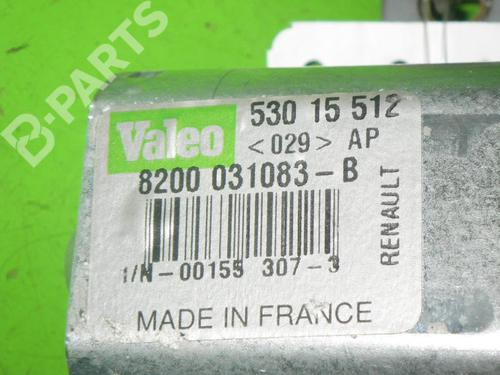 B-PARTS
Valeo
530 15 512
<029> AP
8200 031083-B
RENAULT
1/N-00155 307-3
MADE IN FRANCE